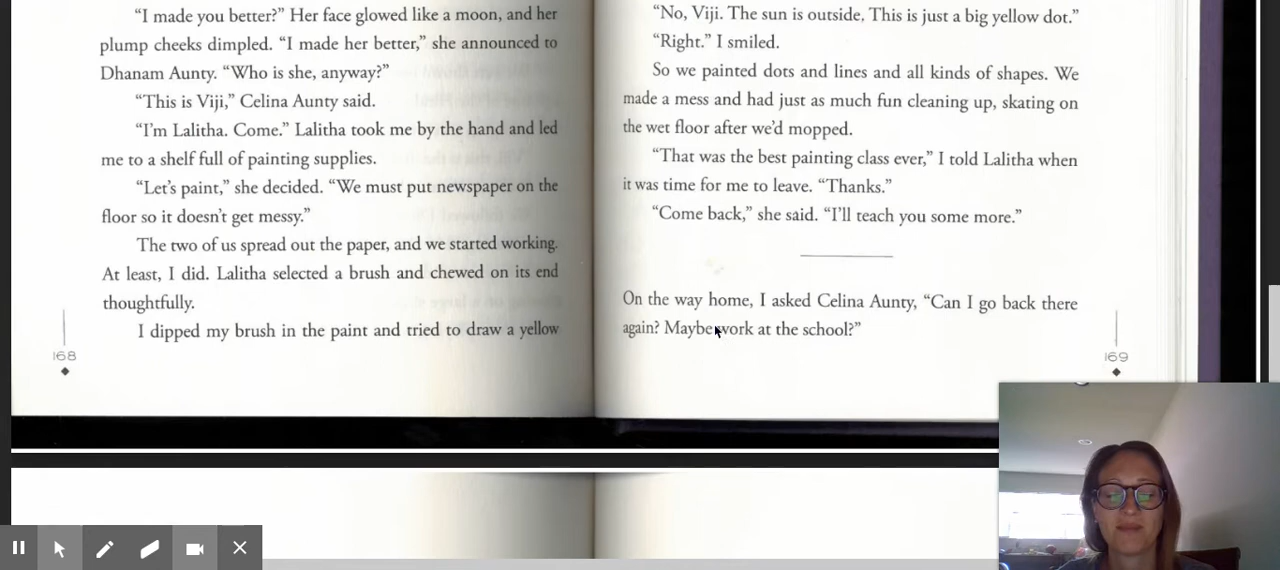 “I made you better?” Her face glowed like a moon, and her
plump cheeks dimpled. “I made her better,” she announced to
Dhanam Aunty. “Who is she, anyway?”
“This is Viji,” Celina Aunty said.
“I’m Lalitha. Come.” Lalitha took me by the hand and led
me to a shelf full of painting supplies.
“Let’s paint,” she decided. “We must put newspaper on the
floor so it doesn’t get messy.”
The two of us spread out the paper, and we started working.
At least, I did. Lalitha selected a brush and chewed on its end
thoughtfully.
I dipped my brush in the paint and tried to draw a yellow
168
“No, Viji. The sun is outside. This is just a big yellow dot.”
“Right.” I smiled.
So we painted dots and lines and all kinds of shapes. We
made a mess and had just as much fun cleaning up, skating on
the wet floor after we’d mopped.
“That was the best painting class ever,” I told Lalitha when
it was time for me to leave. “Thanks.”
“Come back,” she said. “I’ll teach you some more.”
On the way home, I asked Celina Aunty, “Can I go back there
again? Maybe work at the school?”
169